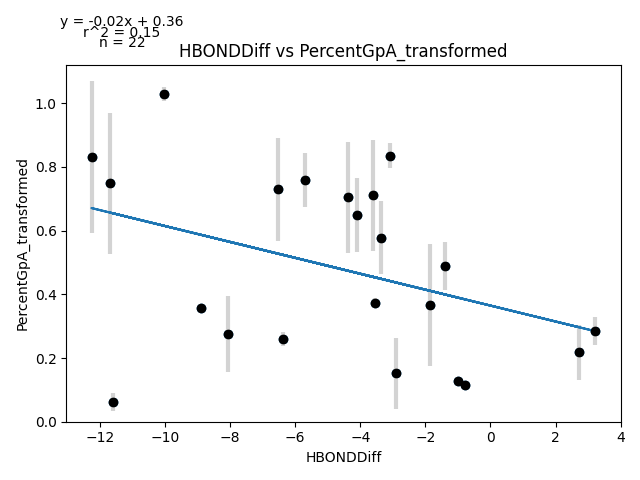 y = -0.02x + 0.36
r^2 = 0.15
n = 22
HBONDDiff vs PercentGpA_transformed
PercentGpA_transformed
1.0
0.8
0.6
0.4
0.2
0.0
−12 −10 −8 −6 −4 −2 0 2 4
HBONDDiff